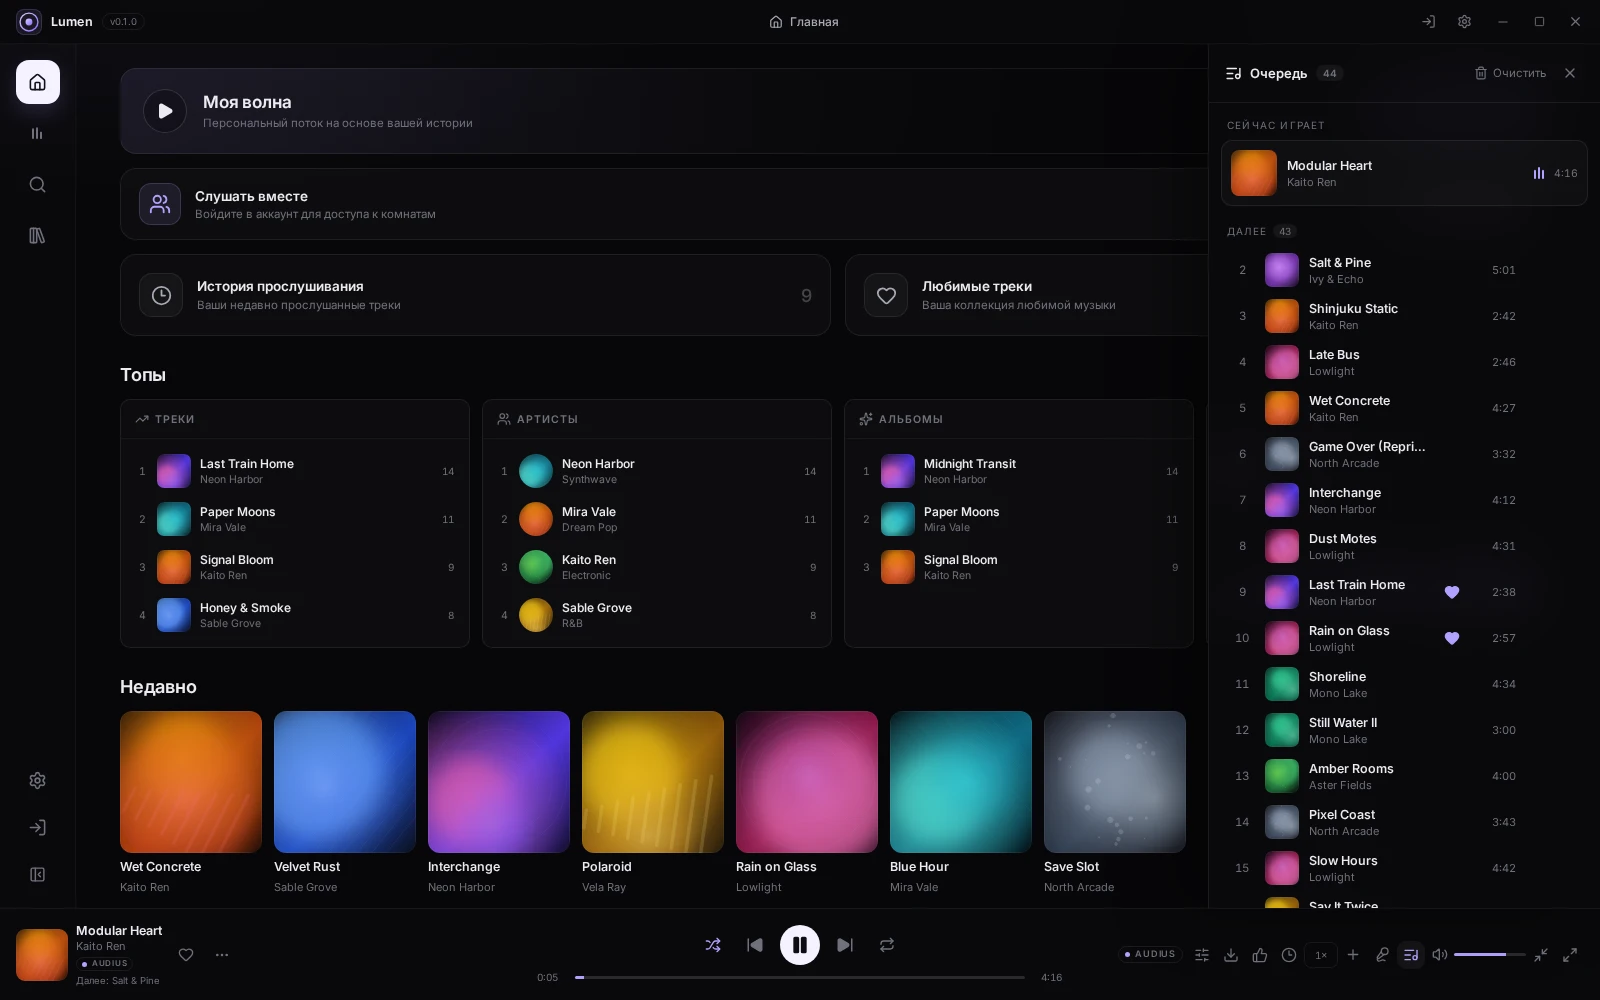 Lumen v0.1.0
Главная
Моя волна
Персональный поток на основе вашей истории
Слушать вместе
Войдите в аккаунт для доступа к комнатам
История прослушивания
Ваши недавно прослушанные треки
9
Любимые треки
Ваша коллекция любимой музыки
Топы
ТРЕКИ
1 Last Train Home 14
Neon Harbor
2 Paper Moons 11
Mira Vale
3 Signal Bloom 9
Kaito Ren
4 Honey & Smoke 8
Sable Grove
АРТИСТЫ
1 Neon Harbor 14
Synthwave
2 Mira Vale 11
Dream Pop
3 Kaito Ren 9
Electronic
4 Sable Grove 8
R&B
АЛЬБОМЫ
1 Midnight Transit 14
Neon Harbor
2 Paper Moons 11
Mira Vale
3 Signal Bloom 9
Kaito Ren
Недавно
Wet Concrete
Kaito Ren
Velvet Rust
Sable Grove
Interchange
Neon Harbor
Polaroid
Vela Ray
Rain on Glass
Lowlight
Blue Hour
Mira Vale
Save Slot
North Arcade
Очередь 44
Очистить
СЕЙЧАС ИГРАЕТ
Modular Heart 4:16
Kaito Ren
ДАЛЕЕ 43
2 Salt & Pine 5:01
Ivy & Echo
3 Shinjuku Static 2:42
Kaito Ren
4 Late Bus 2:46
Lowlight
5 Wet Concrete 4:27
Kaito Ren
6 Game Over (Repri... 3:32
North Arcade
7 Interchange 4:12
Neon Harbor
8 Dust Motes 4:31
Lowlight
9 Last Train Home 2:38
Neon Harbor
10 Rain on Glass 2:57
Lowlight
11 Shoreline 4:34
Mono Lake
12 Still Water II 3:00
Mono Lake
13 Amber Rooms 4:00
Aster Fields
14 Pixel Coast 3:43
North Arcade
15 Slow Hours 4:42
Lowlight
Say It Twice
Modular Heart
Kaito Ren
AUDIUS
Далее: Salt & Pine
0:05
4:16
AUDIUS
1×